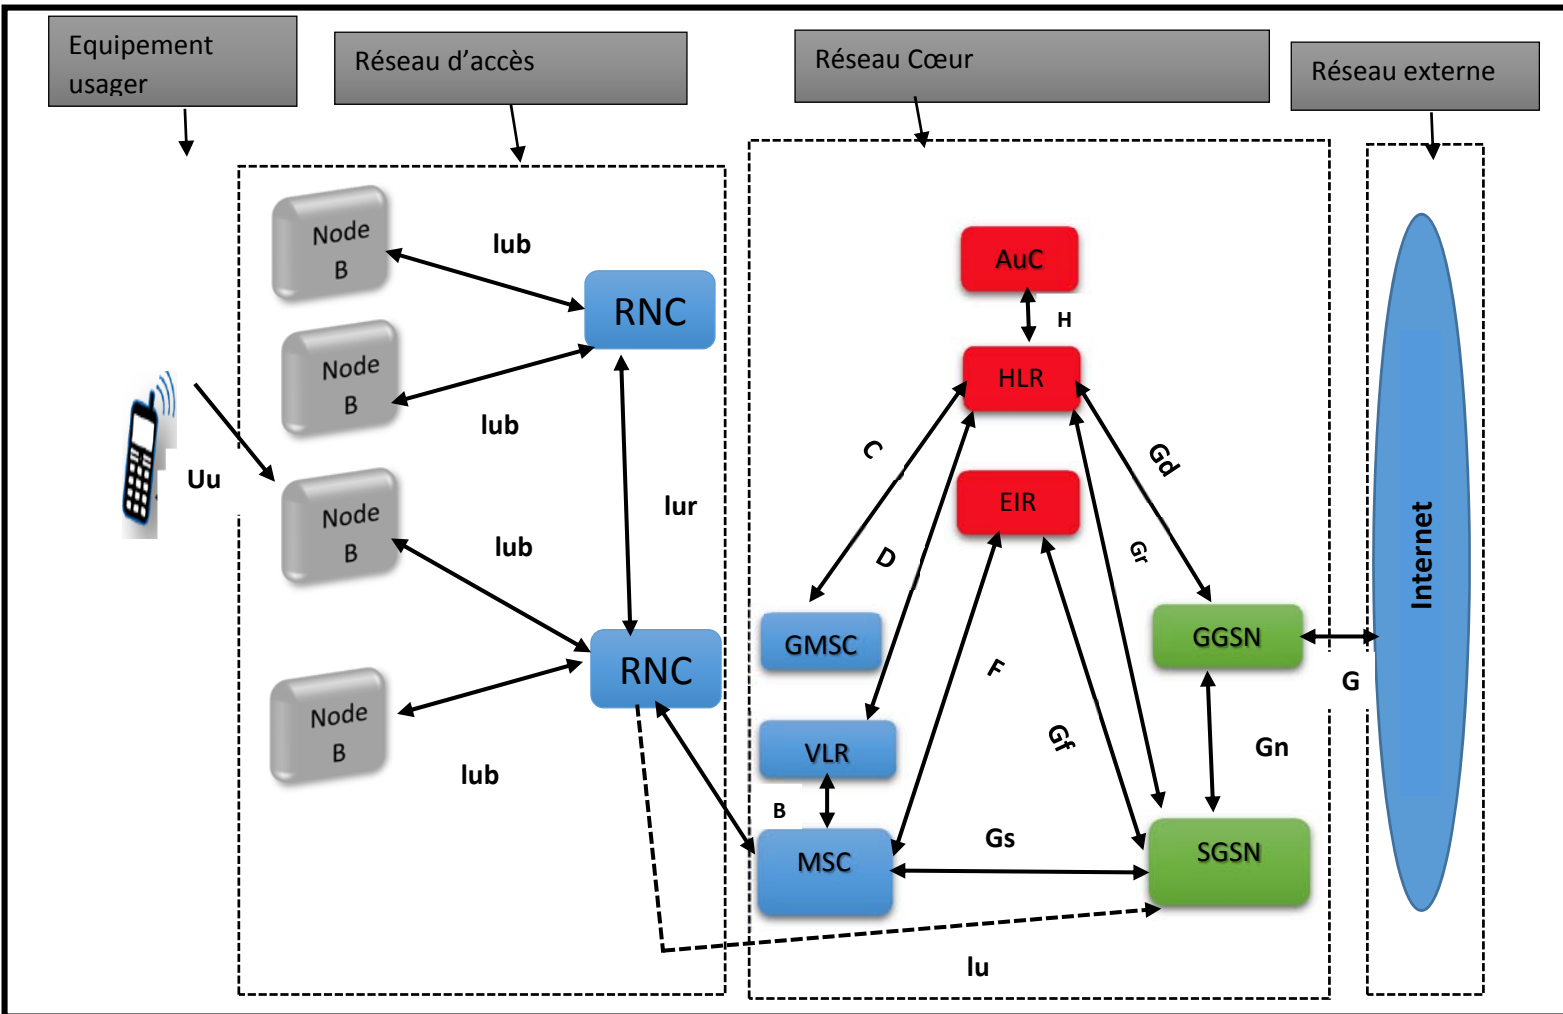 Equipement
usager
Réseau d’accès
Réseau Cœur
Réseau externe
Node
B
lub
RNC
Node
B
lub
Uu
Node
B
lub
lur
RNC
Node
B
lub
AuC
H
HLR
C
Gd
EIR
D
Gr
GMSC
GGSN
F
G
VLR
Gf
Gn
B
MSC
Gs
SGSN
lu
Internet